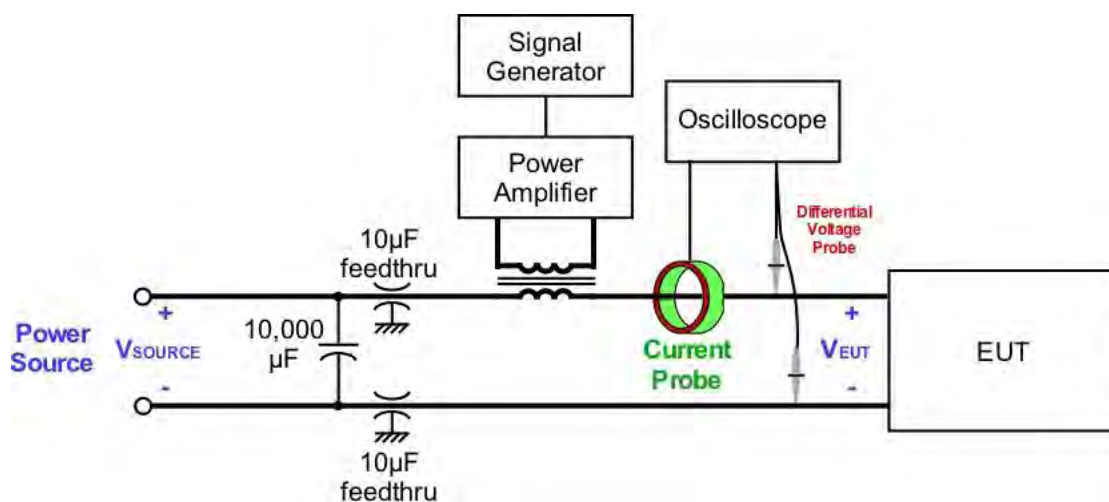 Signal
Generator
Oscilloscope
Power
Amplifier
Differential
Voltage
Probe
10µF
feedthru
+
+
Power
Source
VSOURCE
10,000
µF
Current
Probe
VEUT
EUT
-
-
10µF
feedthru